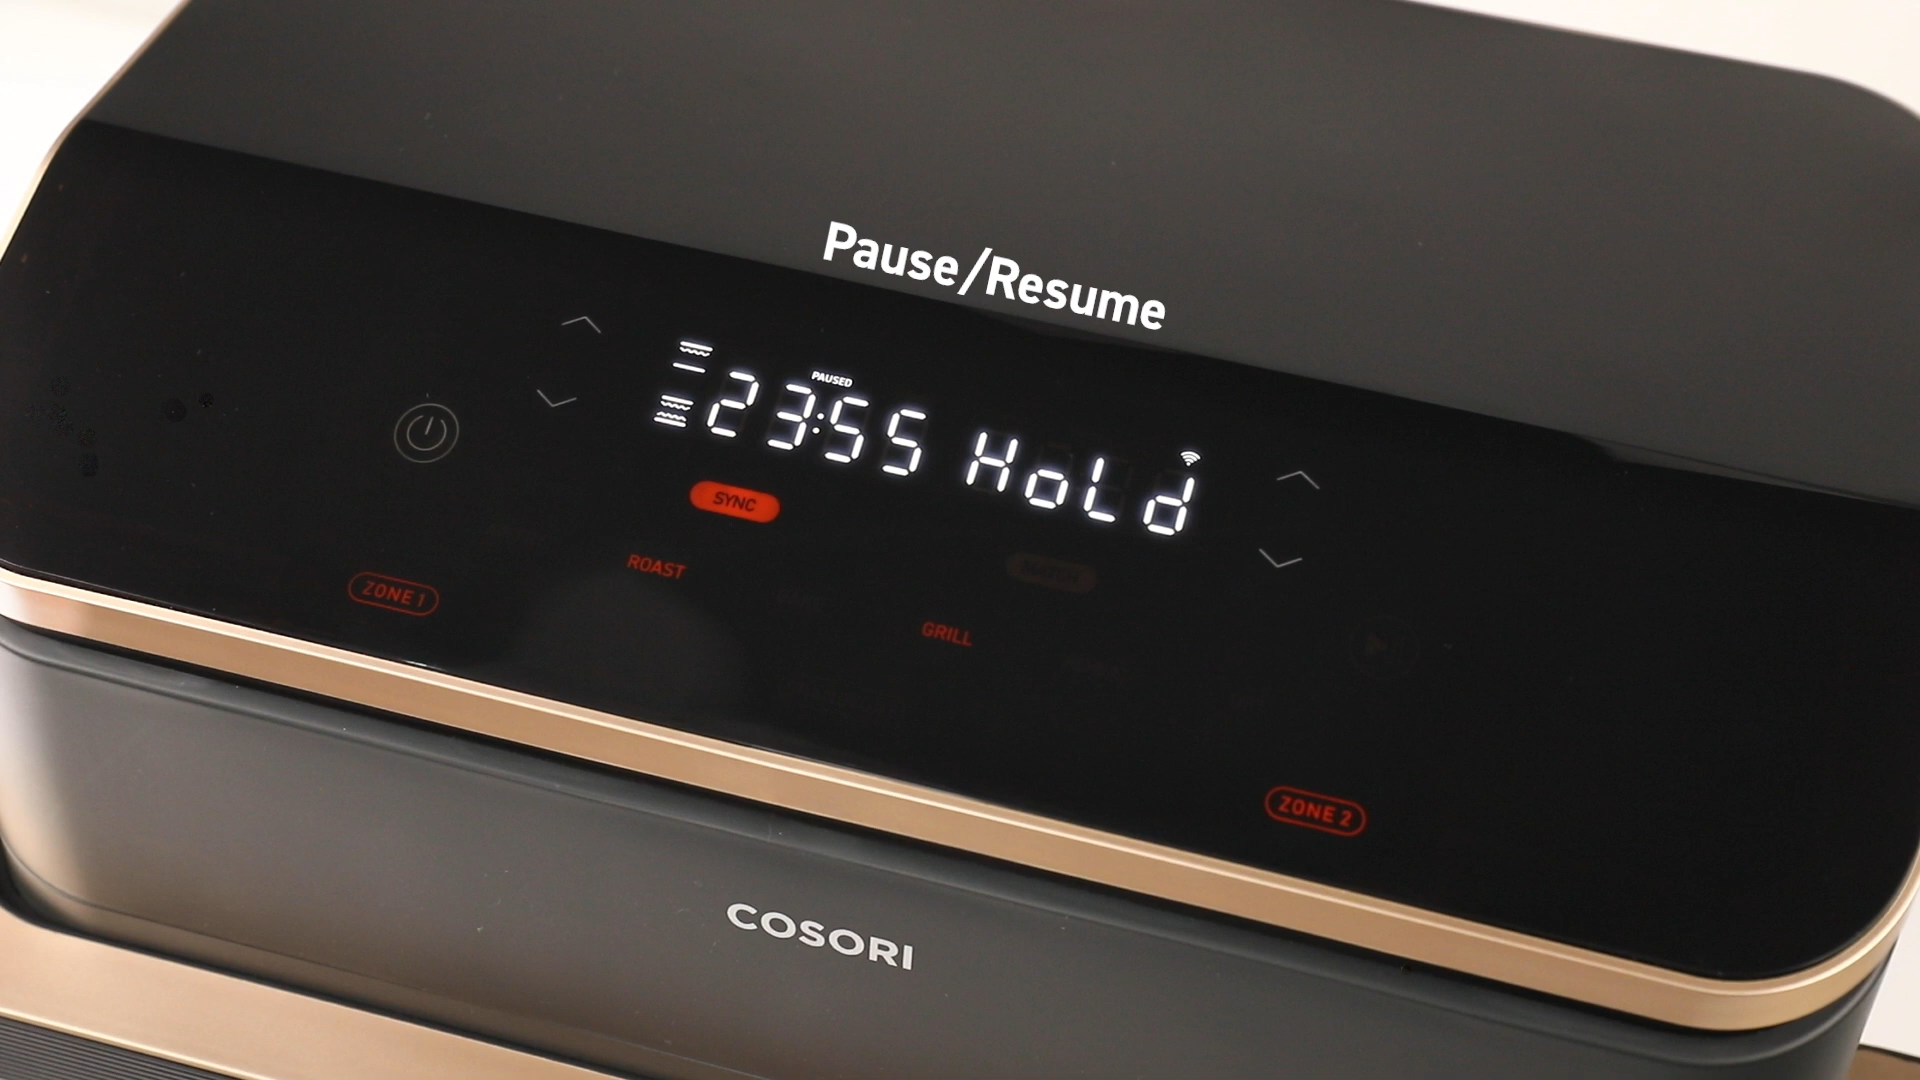 Pause/Resume
PAUSED
23:55 HoLd
SYNC
ROAST
ZONE 1
GRILL
ZONE 2
COSORI